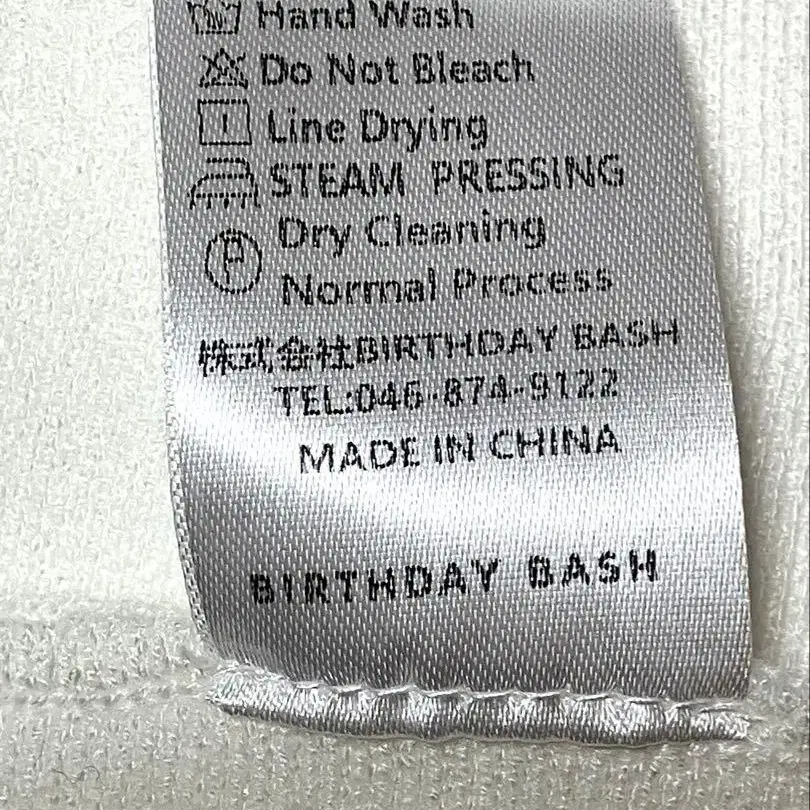 Hand Wash
Do Not Bleach
Line Drying
STEAM PRESSING
P Dry Cleaning
Normal Process
株式会社BIRTHDAY BASH
TEL:046-874-9122
MADE IN CHINA
BIRTHDAY BASH